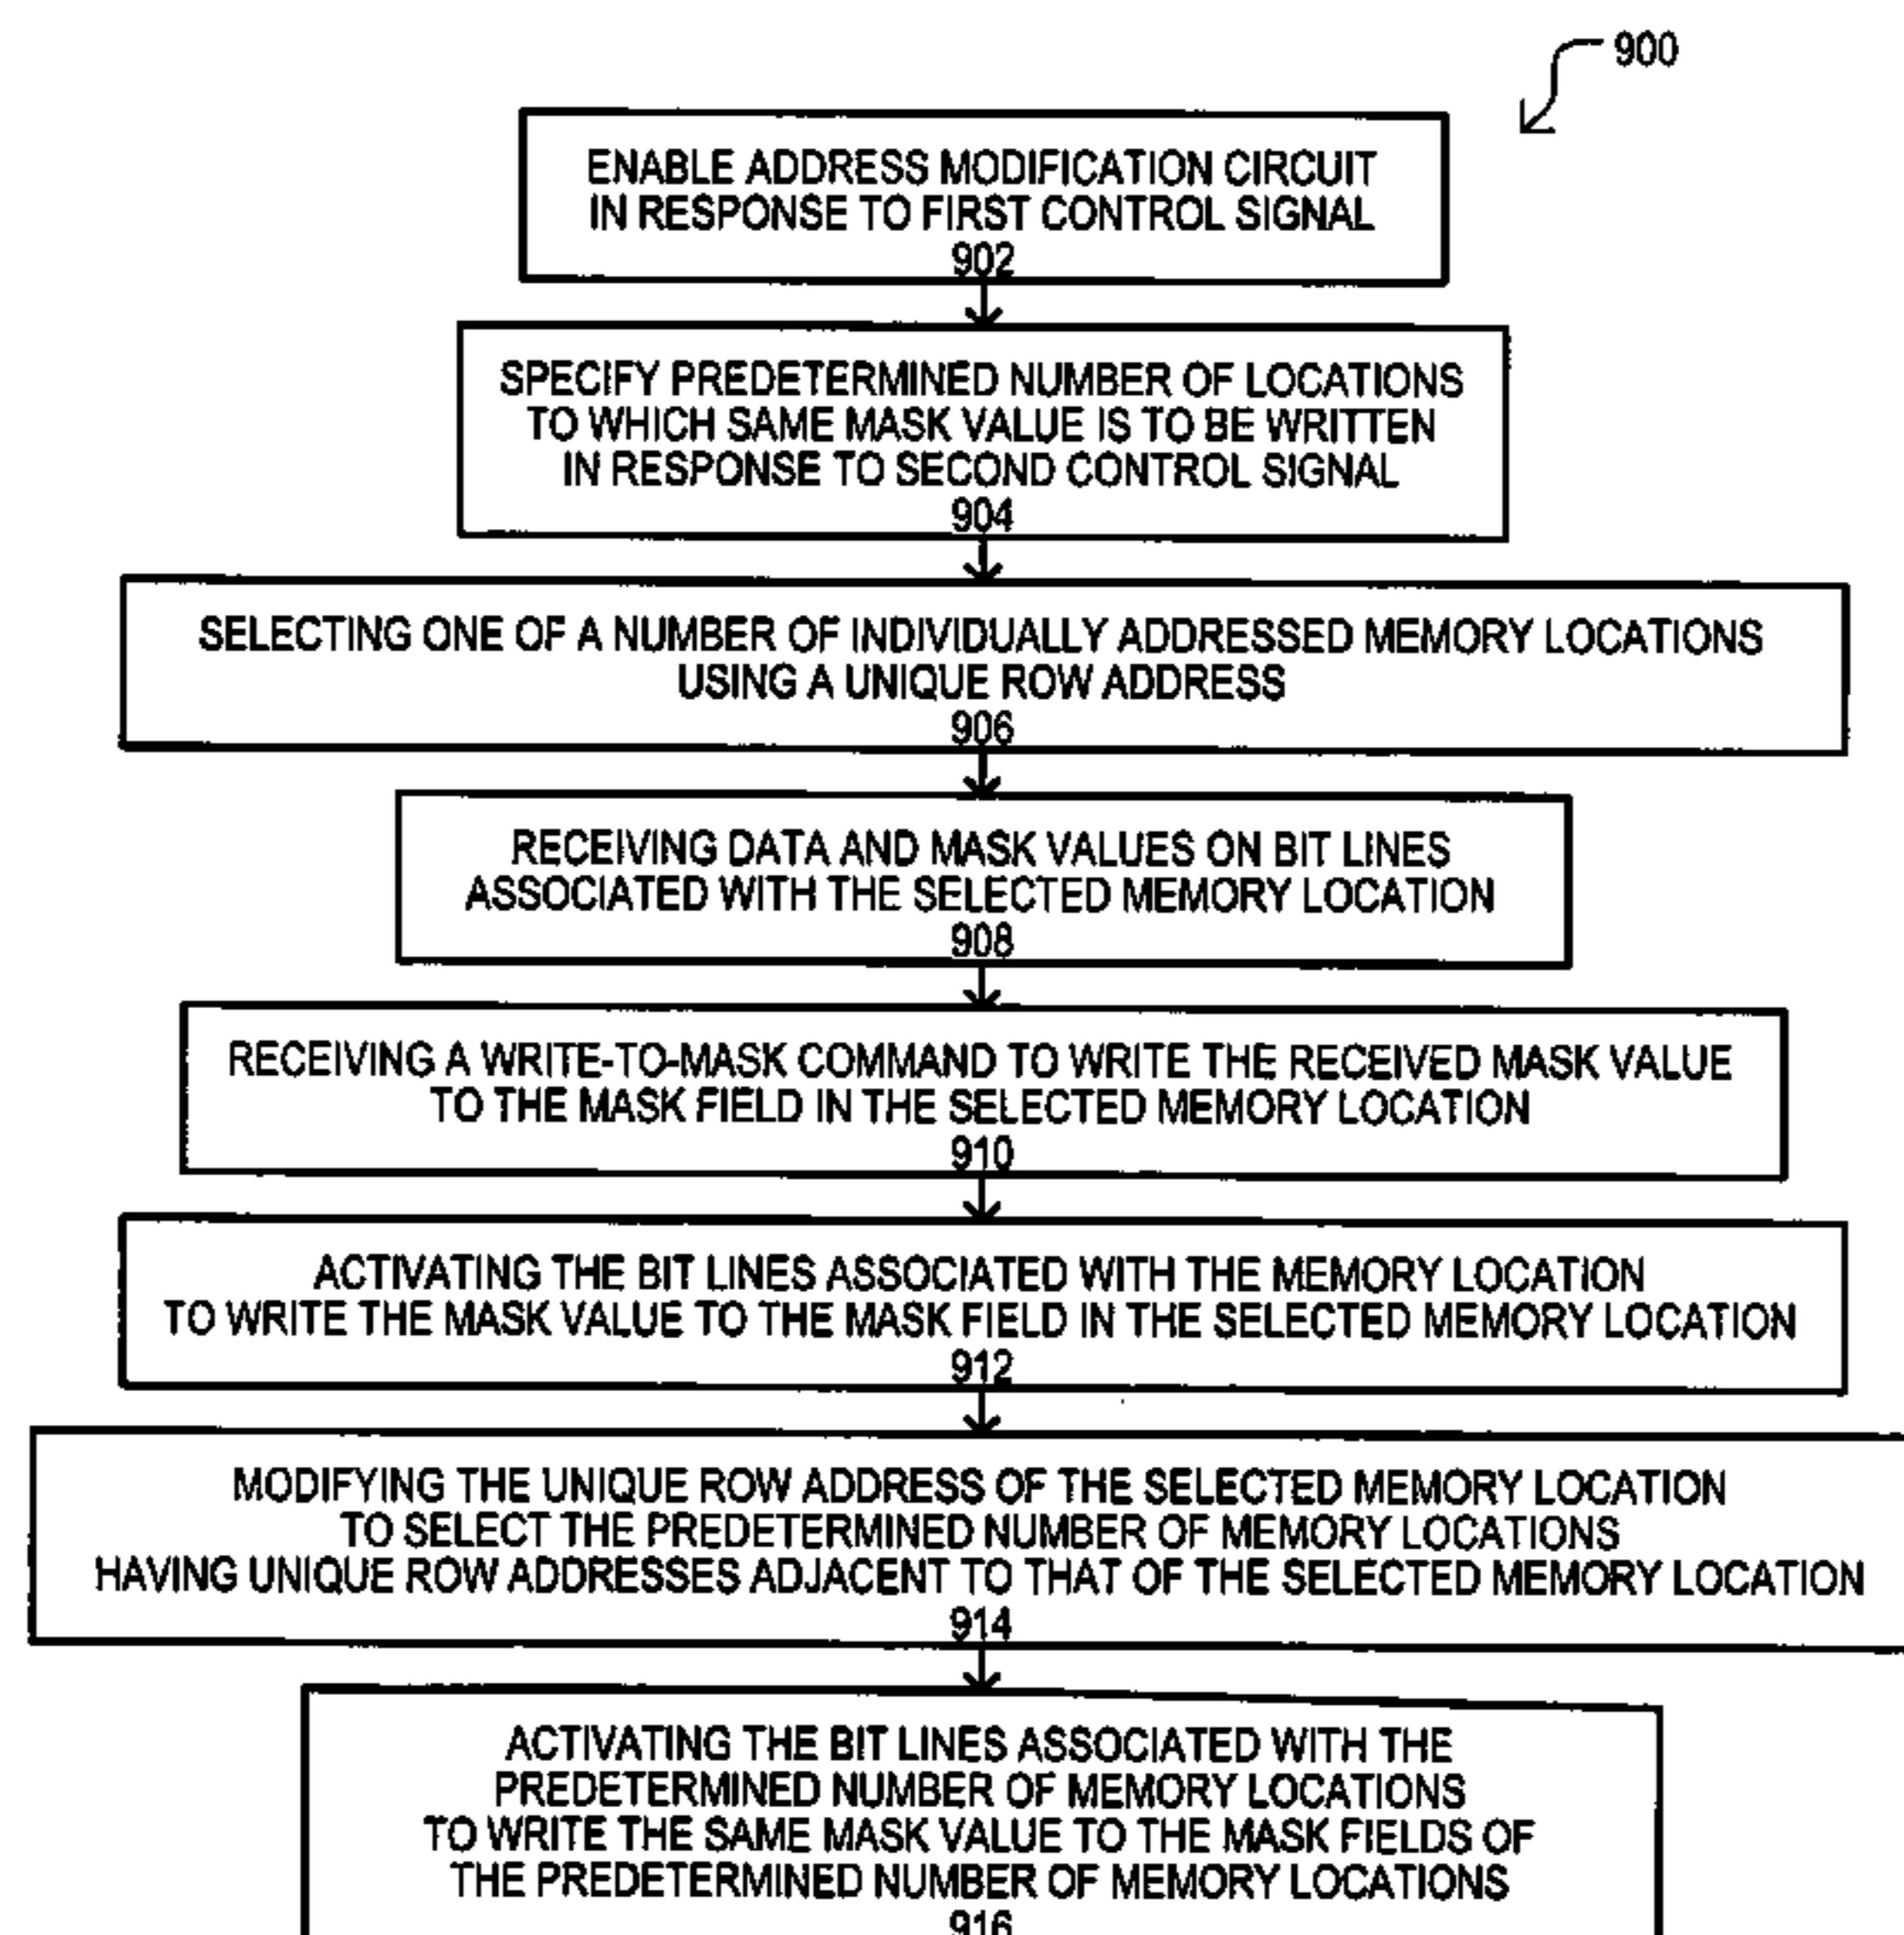 900
ENABLE ADDRESS MODIFICATION CIRCUIT
IN RESPONSE TO FIRST CONTROL SIGNAL
902
SPECIFY PREDETERMINED NUMBER OF LOCATIONS
TO WHICH SAME MASK VALUE IS TO BE WRITTEN
IN RESPONSE TO SECOND CONTROL SIGNAL
904
SELECTING ONE OF A NUMBER OF INDIVIDUALLY ADDRESSED MEMORY LOCATIONS
USING A UNIQUE ROW ADDRESS
906
RECEIVING DATA AND MASK VALUES ON BIT LINES
ASSOCIATED WITH THE SELECTED MEMORY LOCATION
908
RECEIVING A WRITE-TO-MASK COMMAND TO WRITE THE RECEIVED MASK VALUE
TO THE MASK FIELD IN THE SELECTED MEMORY LOCATION
910
ACTIVATING THE BIT LINES ASSOCIATED WITH THE MEMORY LOCATION
TO WRITE THE MASK VALUE TO THE MASK FIELD IN THE SELECTED MEMORY LOCATION
912
MODIFYING THE UNIQUE ROW ADDRESS OF THE SELECTED MEMORY LOCATION
TO SELECT THE PREDETERMINED NUMBER OF MEMORY LOCATIONS
HAVING UNIQUE ROW ADDRESSES ADJACENT TO THAT OF THE SELECTED MEMORY LOCATION
914
ACTIVATING THE BIT LINES ASSOCIATED WITH THE
PREDETERMINED NUMBER OF MEMORY LOCATIONS
TO WRITE THE SAME MASK VALUE TO THE MASK FIELDS OF
THE PREDETERMINED NUMBER OF MEMORY LOCATIONS
916